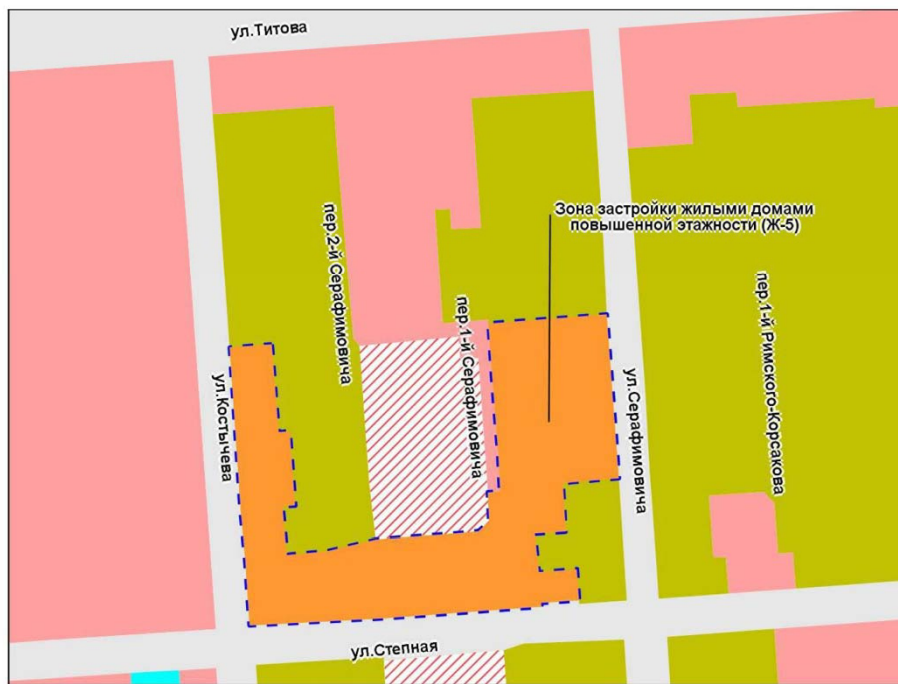 ул.Титова
Зона застройки жилыми домами
повышенной этажности (Ж-5)
пер.2-й Серафимовича
пер.1-й Серафимовича
пер.1-й Римского-Корсакова
ул.Костычева
ул.Серафимовича
ул.Степная